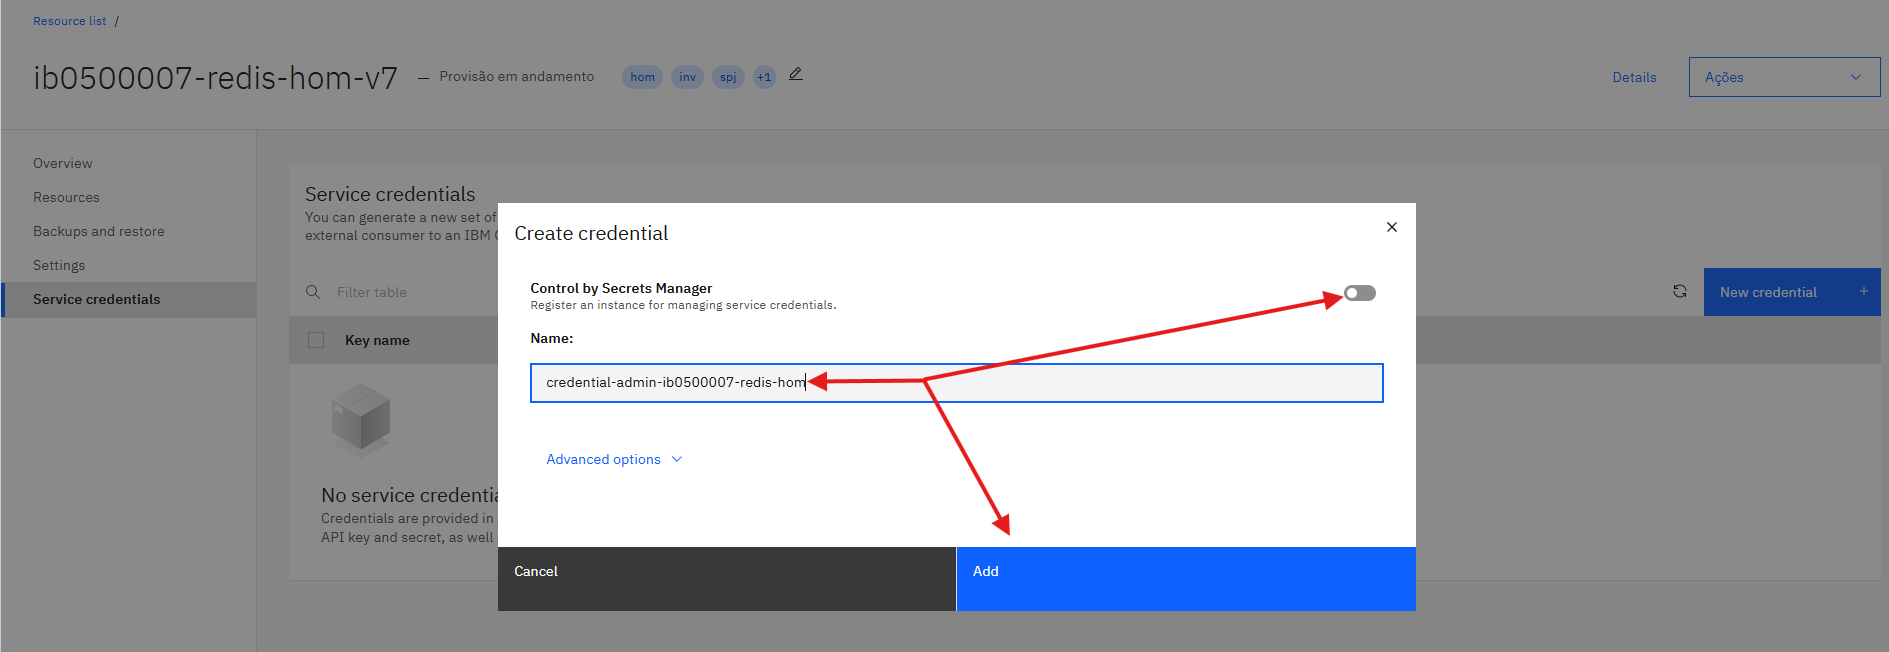 Resource list /
ib0500007-redis-hom-v7 — Provisão em andamento hom inv spj +1
Details
Ações
Overview
Resources
Backups and restore
Settings
Service credentials
Service credentials
You can generate a new set of
external consumer to an IBM
Filter table
New credential +
Key name
No service
Credentials are provided in
API key and secret, as well
Create credential
Control by Secrets Manager
Register an instance for managing service credentials.
Name:
credential-admin-ib0500007-redis-hom
Advanced options
Cancel
Add